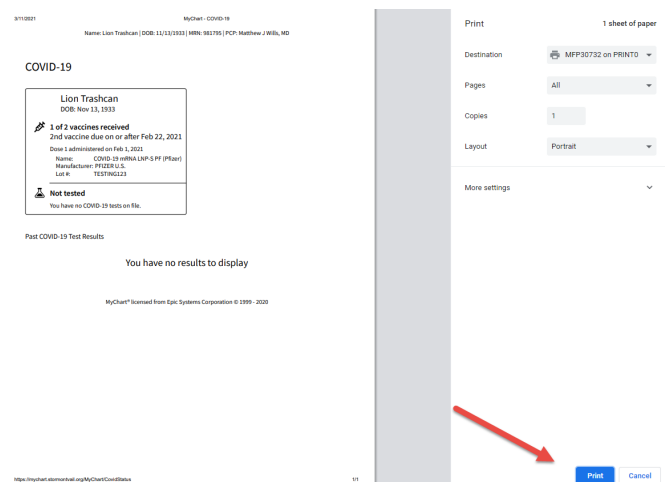 3/11/2021 MyChart - COVID-19
Name: Lion Trashcan | DOB: 11/13/1933 | MRN: 981795 | PCP: Matthew J Wills, MD
COVID-19
Lion Trashcan
DOB: Nov 13, 1933
1 of 2 vaccines received
2nd vaccine due on or after Feb 22, 2021
Dose 1 administered on Feb 1, 2021
Name: COVID-19 mRNA LNP-S PF (Pfizer)
Manufacturer: PFIZER U.S.
Lot #: TESTING123
Not tested
You have no COVID-19 tests on file.
Past COVID-19 Test Results
You have no results to display
MyChart® licensed from Epic Systems Corporation © 1999 - 2020
https://mychart.stormontvail.org/MyChart/CovidStatus 1/1
Print 1 sheet of paper
Destination MFP30732 on PRINT0
Pages All
Copies 1
Layout Portrait
More settings
Print Cancel